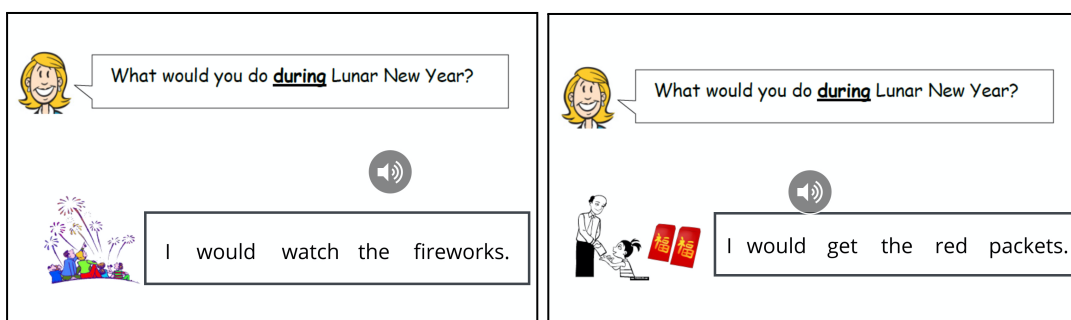 What would you do during Lunar New Year?
I would watch the fireworks.
What would you do during Lunar New Year?
福 福
I would get the red packets.